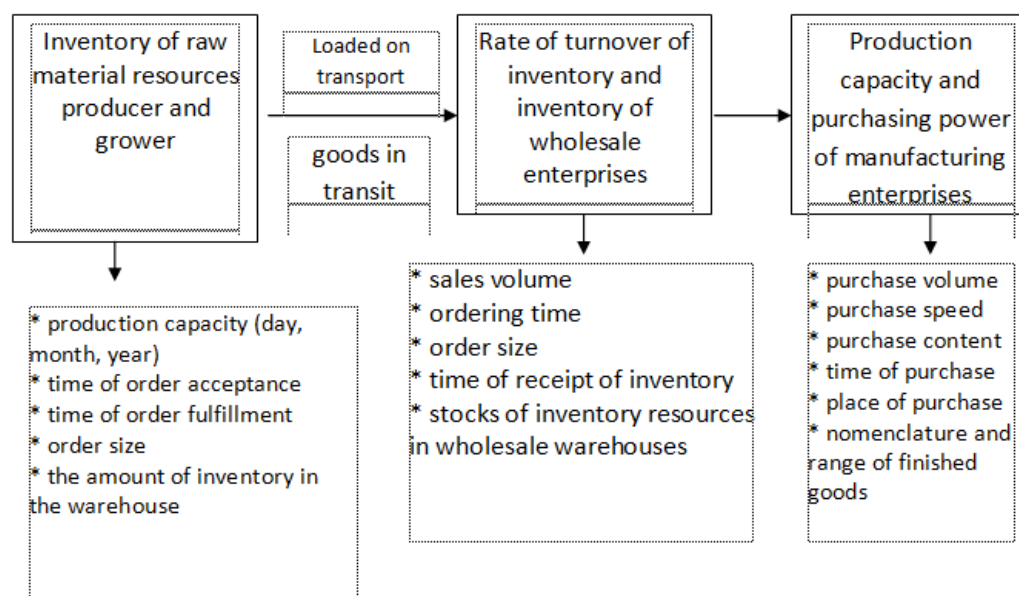 Inventory of raw
material resources
producer and
grower
Loaded on
transport
goods in
transit
Rate of turnover of
inventory and
inventory of
wholesale
enterprises
Production
capacity and
purchasing power
of manufacturing
enterprises
* production capacity (day,
month, year)
* time of order acceptance
* time of order fulfillment
* order size
* the amount of inventory in
the warehouse
* sales volume
* ordering time
* order size
* time of receipt of inventory
* stocks of inventory resources
in wholesale warehouses
* purchase volume
* purchase speed
* purchase content
* time of purchase
* place of purchase
* nomenclature and
range of finished
goods